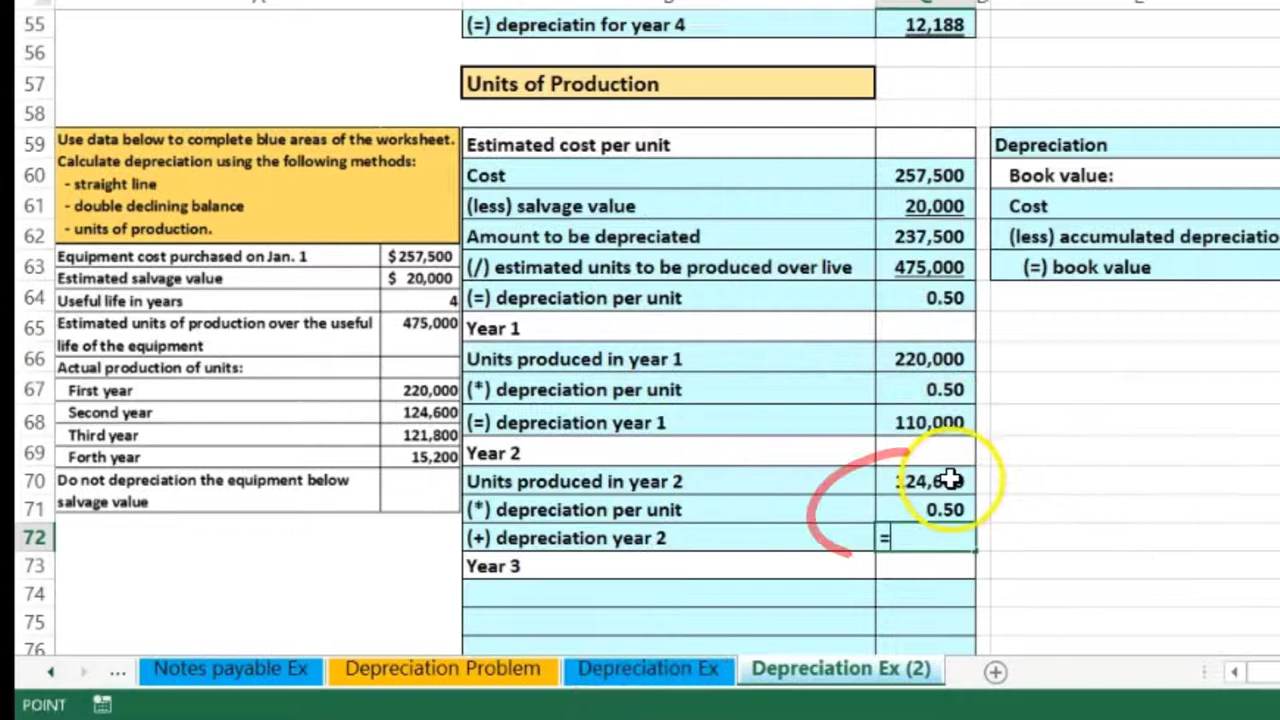 55 (=) depreciatin for year 4 12,188
56
57 Units of Production
58
59 Estimated cost per unit Depreciation
60 Cost 257,500 Book value:
61 (less) salvage value 20,000 Cost
62 Amount to be depreciated 237,500 (less) accumulated depreciatio
63 (/) estimated units to be produced over live 475,000 (=) book value
64 (=) depreciation per unit 0.50
65 Year 1
66 Units produced in year 1 220,000
67 (*) depreciation per unit 0.50
68 (=) depreciation year 1 110,000
69 Year 2
70 Units produced in year 2
71 (*) depreciation per unit 0.50
72 (+) depreciation year 2 =
73 Year 3
74
75
76
Use data below to complete blue areas of the worksheet.
Calculate depreciation using the following methods:
- straight line
- double declining balance
- units of production.
Equipment cost purchased on Jan. 1 $257,500
Estimated salvage value $ 20,000
Useful life in years 4
Estimated units of production over the useful 475,000
life of the equipment
Actual production of units:
First year 220,000
Second year 124,600
Third year 121,800
Forth year 15,200
Do not depreciation the equipment below
salvage value
... Notes payable Ex Depreciation Problem Depreciation Ex Depreciation Ex (2)
POINT